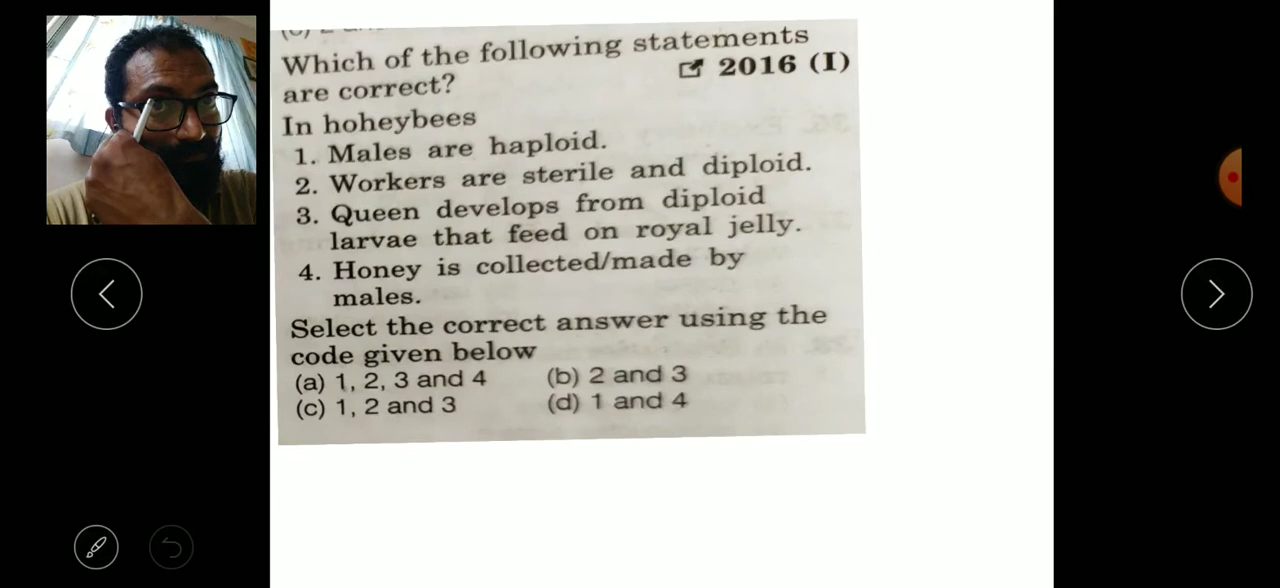 Which of the following statements
are correct? 2016 (I)
In hoheybees
1. Males are haploid.
2. Workers are sterile and diploid.
3. Queen develops from diploid
larvae that feed on royal jelly.
4. Honey is collected/made by
males.
Select the correct answer using the
code given below
(a) 1, 2, 3 and 4 (b) 2 and 3
(c) 1, 2 and 3 (d) 1 and 4